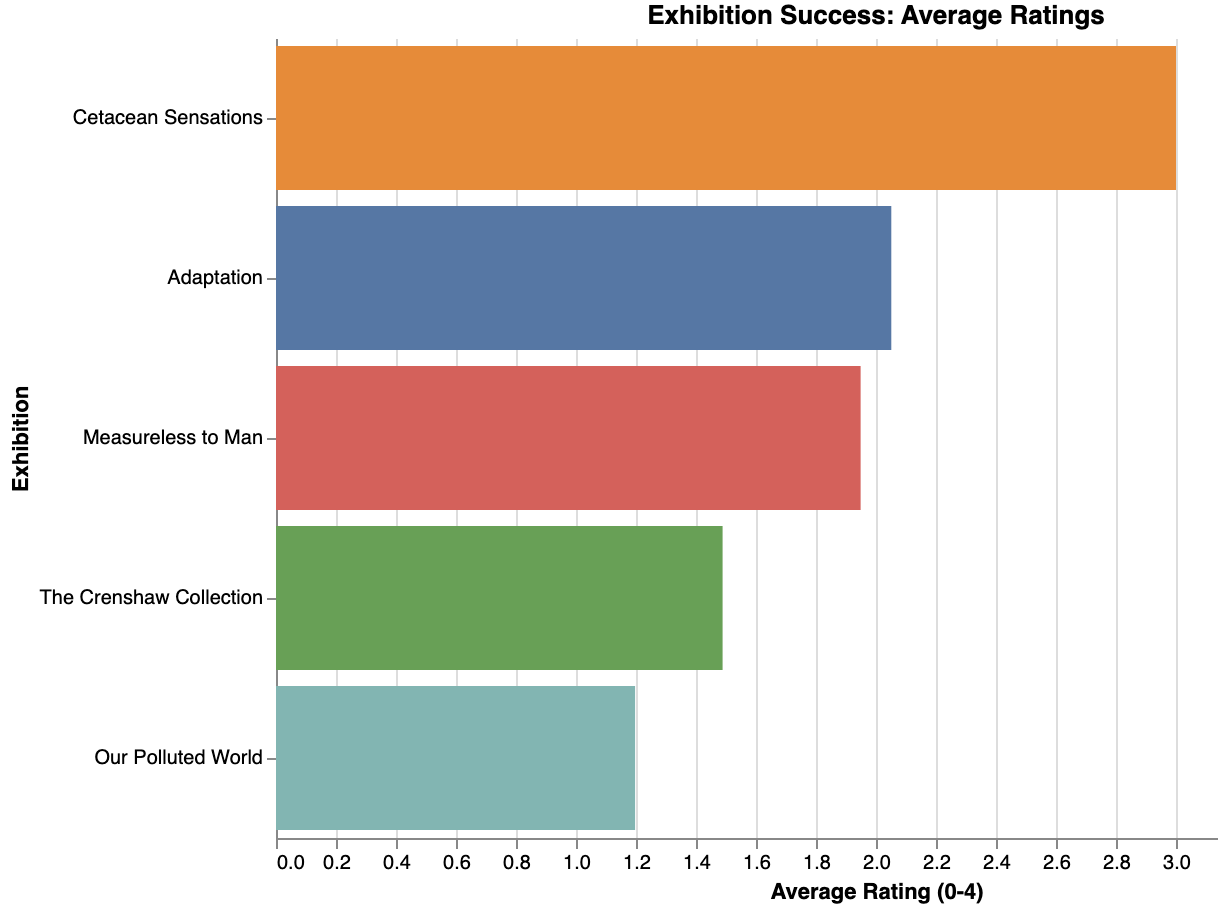 Exhibition Success: Average Ratings
Cetacean Sensations
Adaptation
Measureless to Man
The Crenshaw Collection
Our Polluted World
Exhibition
0.0 0.2 0.4 0.6 0.8 1.0 1.2 1.4 1.6 1.8 2.0 2.2 2.4 2.6 2.8 3.0
Average Rating (0-4)